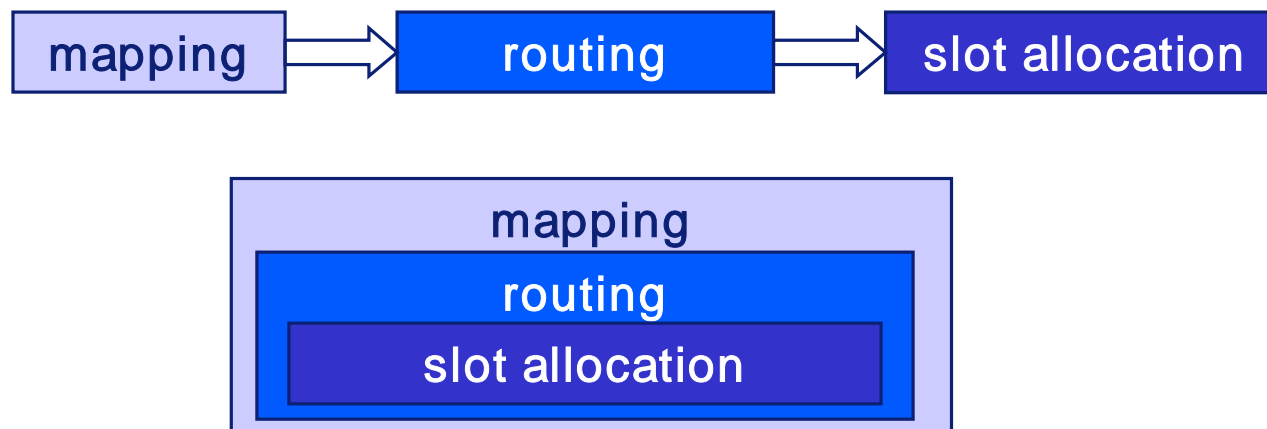 mapping routing slot allocation
mapping
routing
slot allocation